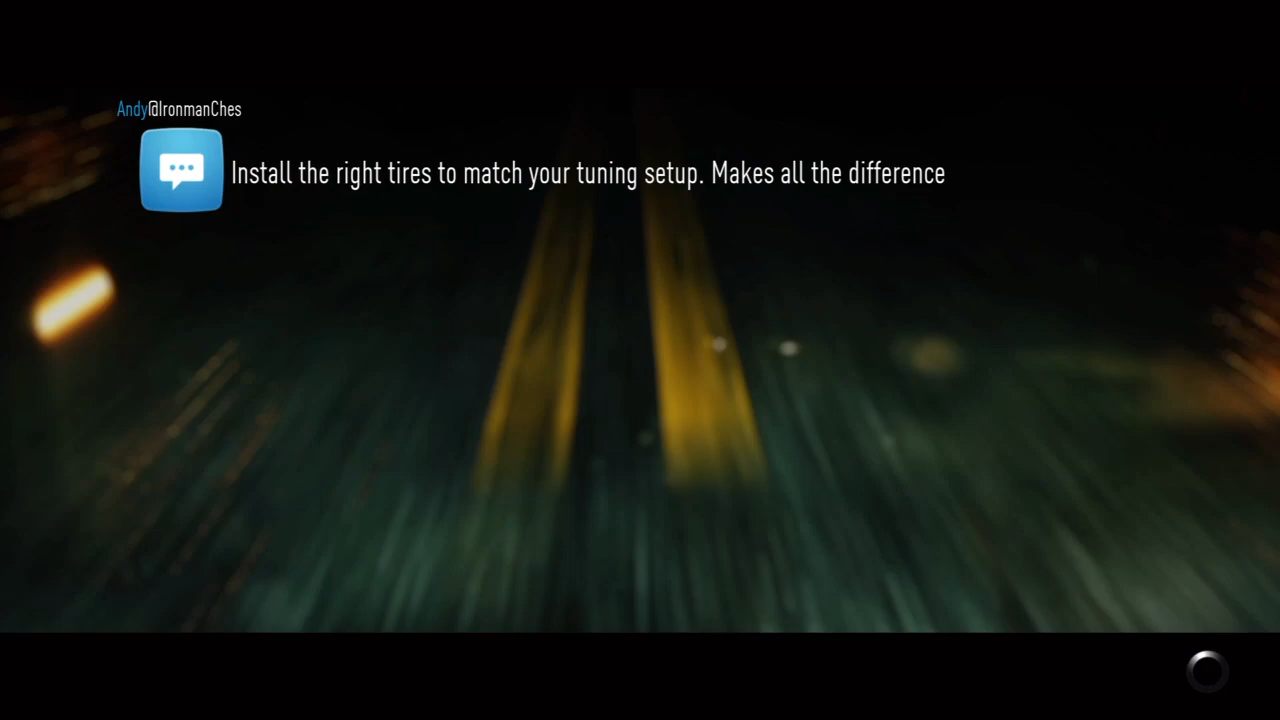 Andy@IronmanChes
Install the right tires to match your tuning setup. Makes all the difference